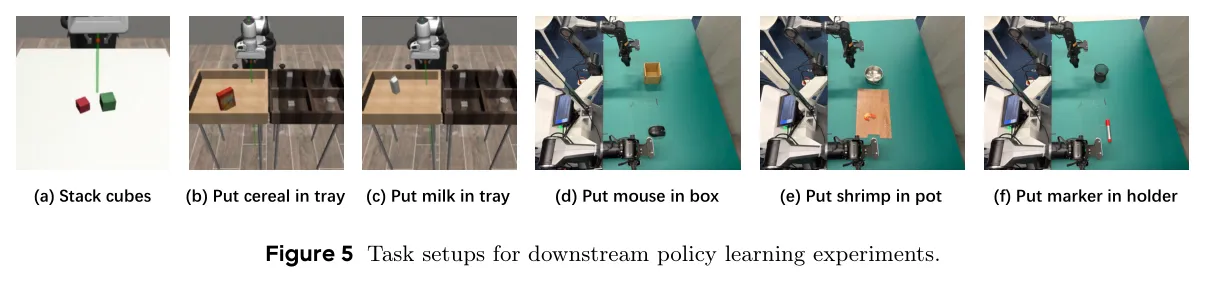 (a) Stack cubes (b) Put cereal in tray (c) Put milk in tray (d) Put mouse in box (e) Put shrimp in pot (f) Put marker in holder
Figure 5 Task setups for downstream policy learning experiments.